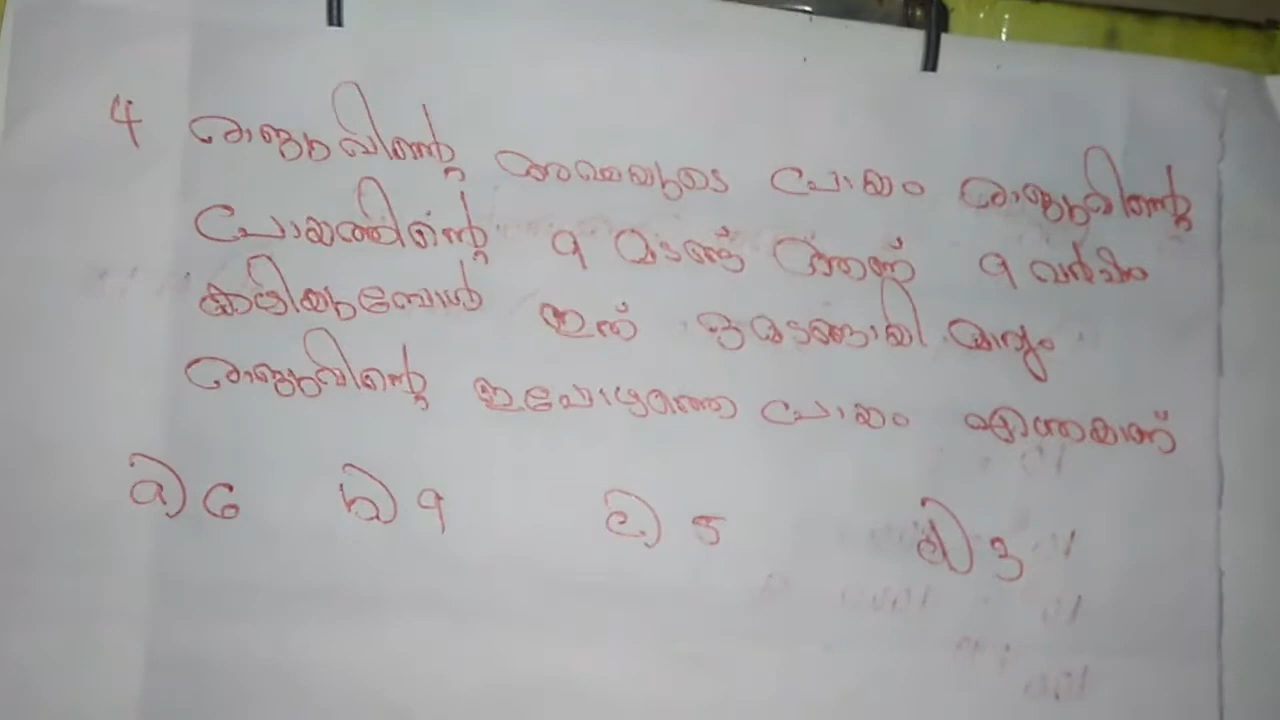 4 രാജുവിന്റെ അമ്മയുടെ പ്രായം രാജുവിന്റെ
പ്രായത്തിന്റെ 9 മടങ്ങ് ആണ് 9 വർഷം
കഴിയുമ്പോൾ ഇത് 3 മടങ്ങായി മാറും
രാജുവിന്റെ ഇപ്പോഴത്തെ പ്രായം എത്രയാണ്
a) 6 b) 9 c) 5 d) 3